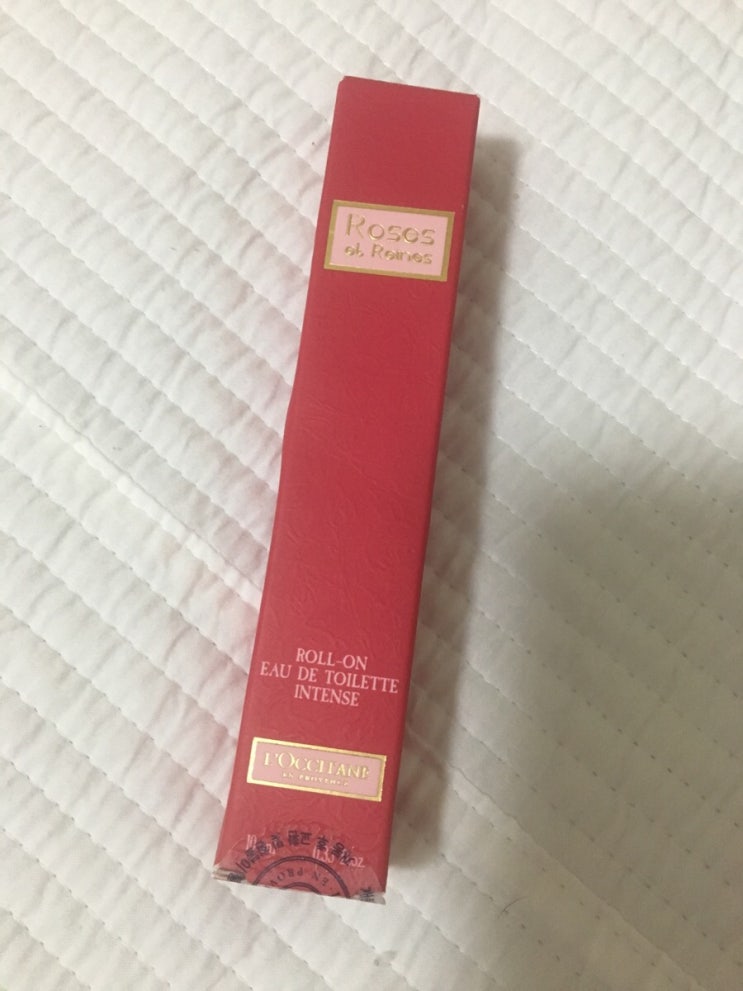 Roses
et Reines
ROLL-ON
EAU DE TOILETTE
INTENSE
L'OCCITANE
EN PROVENCE